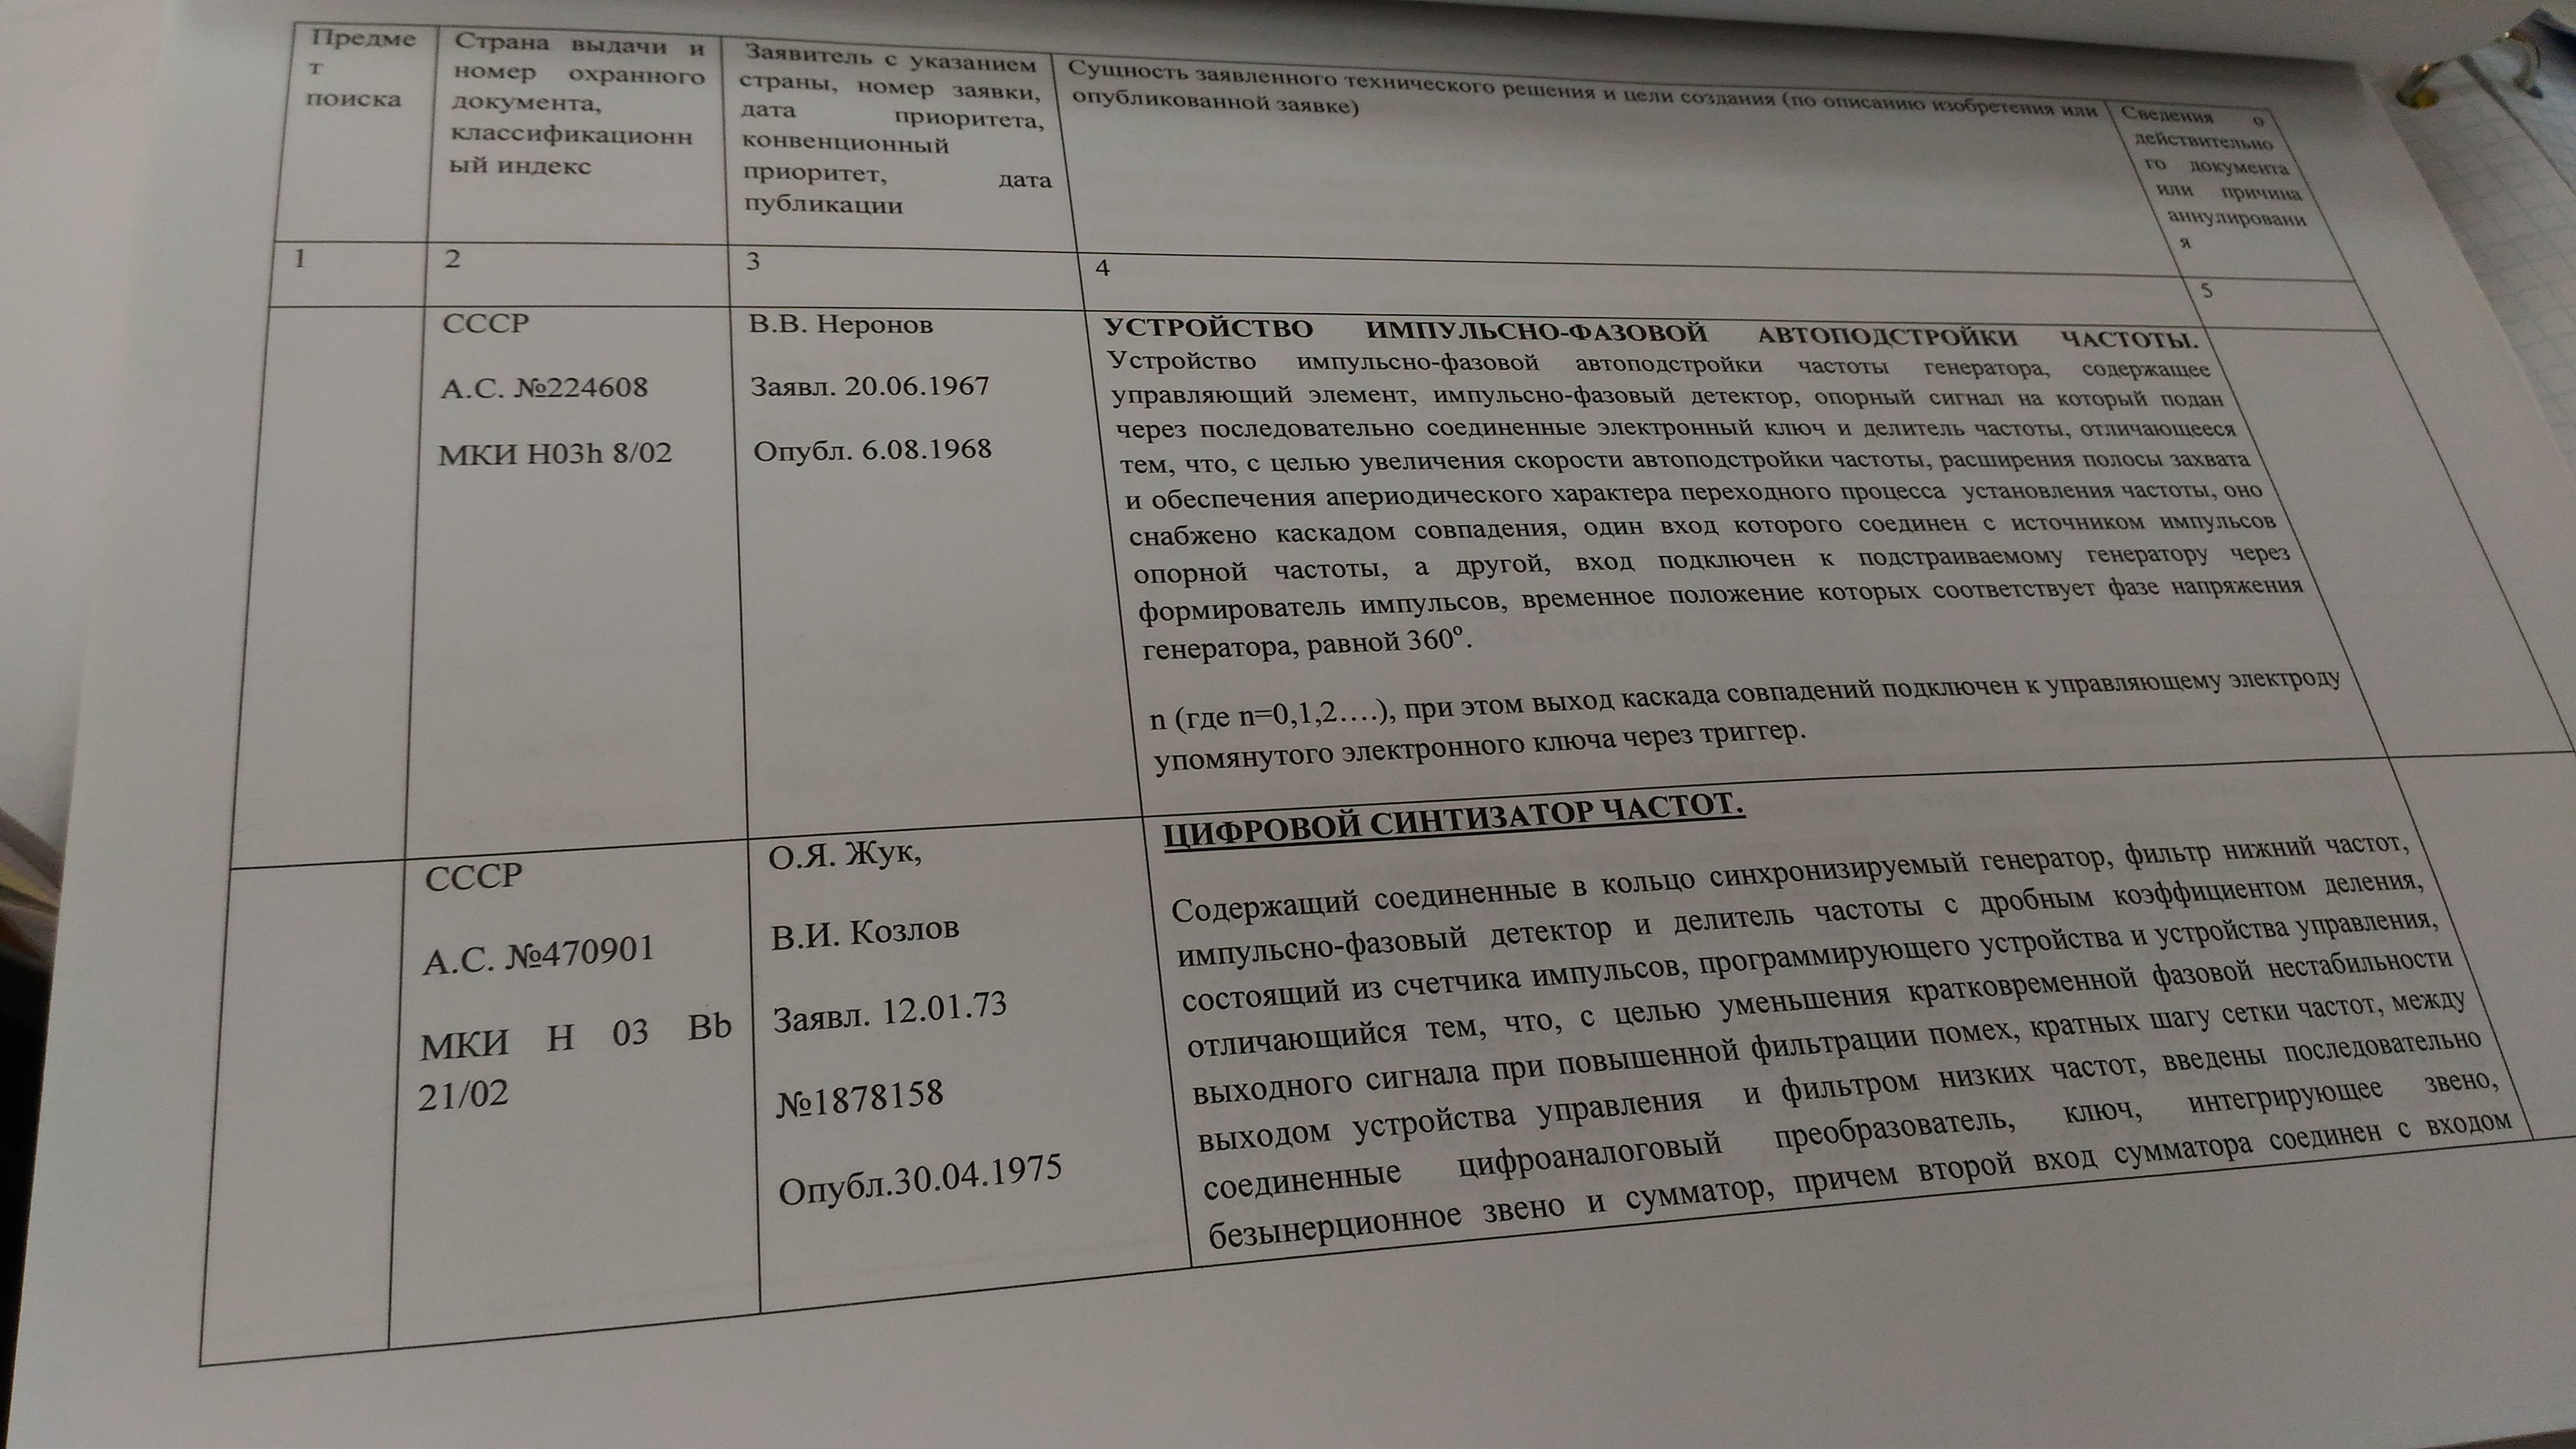 Предме
т
поиска
Страна выдачи и
номер охранного
документа,
классификационн
ый индекс
Заявитель с указанием
страны, номер заявки,
дата приоритета,
конвенционный
приоритет, дата
публикации
Сущность заявленного технического решения и цели создания (по описанию изобретения или
опубликованной заявке)
Сведения о
действительно
го документа
или причина
аннулировани
я
1
2
3
4
5
СССР
А.С. №224608
МКИ H03h 8/02
В.В. Неронов
Заявл. 20.06.1967
Опубл. 6.08.1968
УСТРОЙСТВО ИМПУЛЬСНО-ФАЗОВОЙ АВТОПОДСТРОЙКИ ЧАСТОТЫ.
Устройство импульсно-фазовой автоподстройки частоты генератора, содержащее
управляющий элемент, импульсно-фазовый детектор, опорный сигнал на который подан
через последовательно соединенные электронный ключ и делитель частоты, отличающееся
тем, что, с целью увеличения скорости автоподстройки частоты, расширения полосы захвата
и обеспечения апериодического характера переходного процесса установления частоты, оно
снабжено каскадом совпадения, один вход которого соединен с источником импульсов
опорной частоты, а другой, вход подключен к подстраиваемому генератору через
формирователь импульсов, временное положение которых соответствует фазе напряжения
генератора, равной 360º.
n (где n=0,1,2….), при этом выход каскада совпадений подключен к управляющему электроду
упомянутого электронного ключа через триггер.
СССР
А.С. №470901
МКИ Н 03 Bb
21/02
О.Я. Жук,
В.И. Козлов
Заявл. 12.01.73
№1878158
Опубл.30.04.1975
ЦИФРОВОЙ СИНТИЗАТОР ЧАСТОТ.
Содержащий соединенные в кольцо синхронизируемый генератор, фильтр нижний частот,
импульсно-фазовый детектор и делитель частоты с дробным коэффициентом деления,
состоящий из счетчика импульсов, программирующего устройства и устройства управления,
отличающийся тем, что, с целью уменьшения кратковременной фазовой нестабильности
выходного сигнала при повышенной фильтрации помех, кратных шагу сетки частот, между
выходом устройства управления и фильтром низких частот, введены последовательно
соединенные цифроаналоговый преобразователь, ключ, интегрирующее звено,
безынерционное звено и сумматор, причем второй вход сумматора соединен с входом